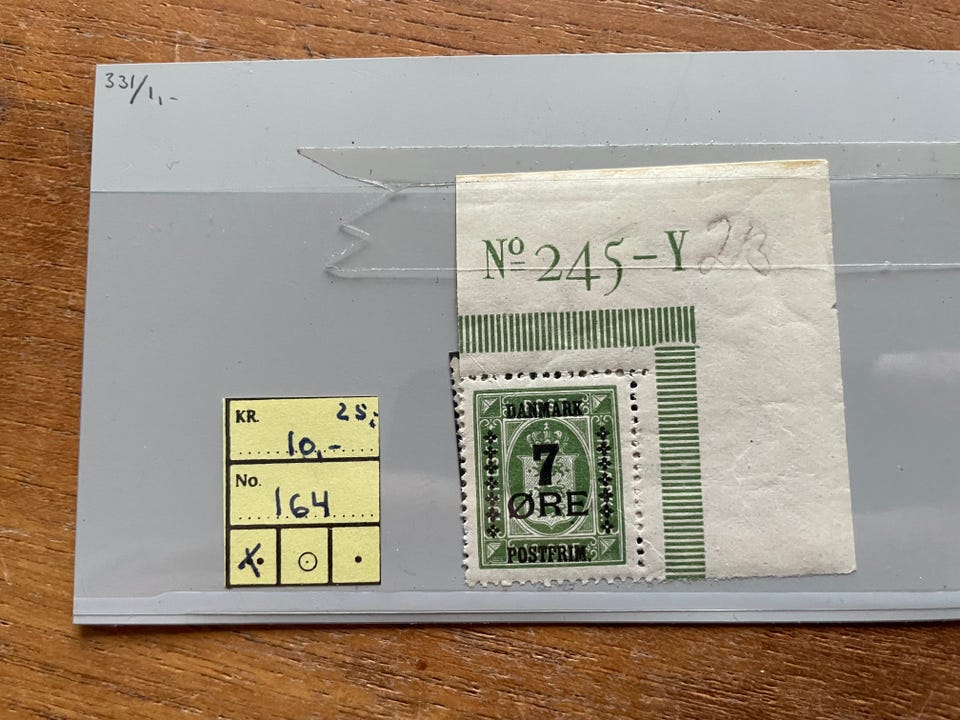 331/1,-
Nº 245-Y
KR. 25,-
10,-
No.
164
DANMARK
7
ØRE
POSTFRIM.